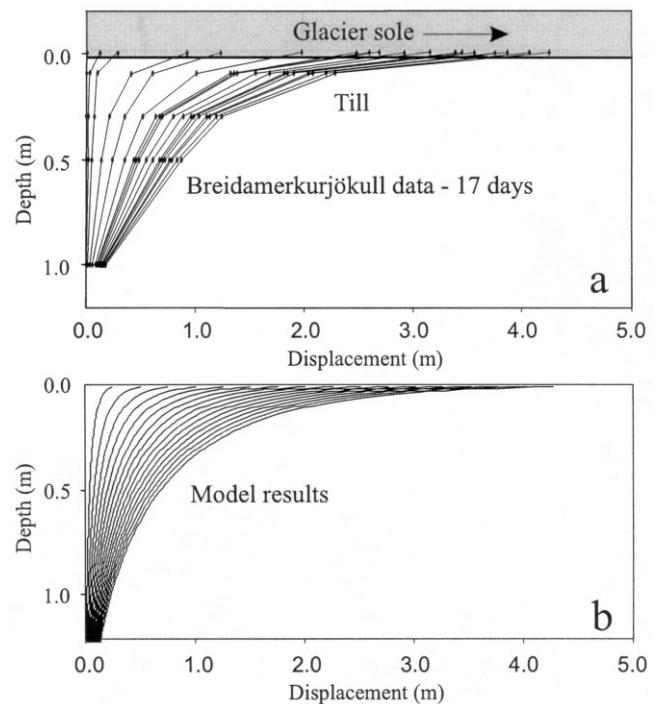 Glacier sole
0.0
Till
0.5
Breidamerkurjökull data - 17 days
1.0
a
Depth (m)
0.0 1.0 2.0 3.0 4.0 5.0
Displacement (m)
0.0
0.5
Model results
1.0
b
Depth (m)
0.0 1.0 2.0 3.0 4.0 5.0
Displacement (m)